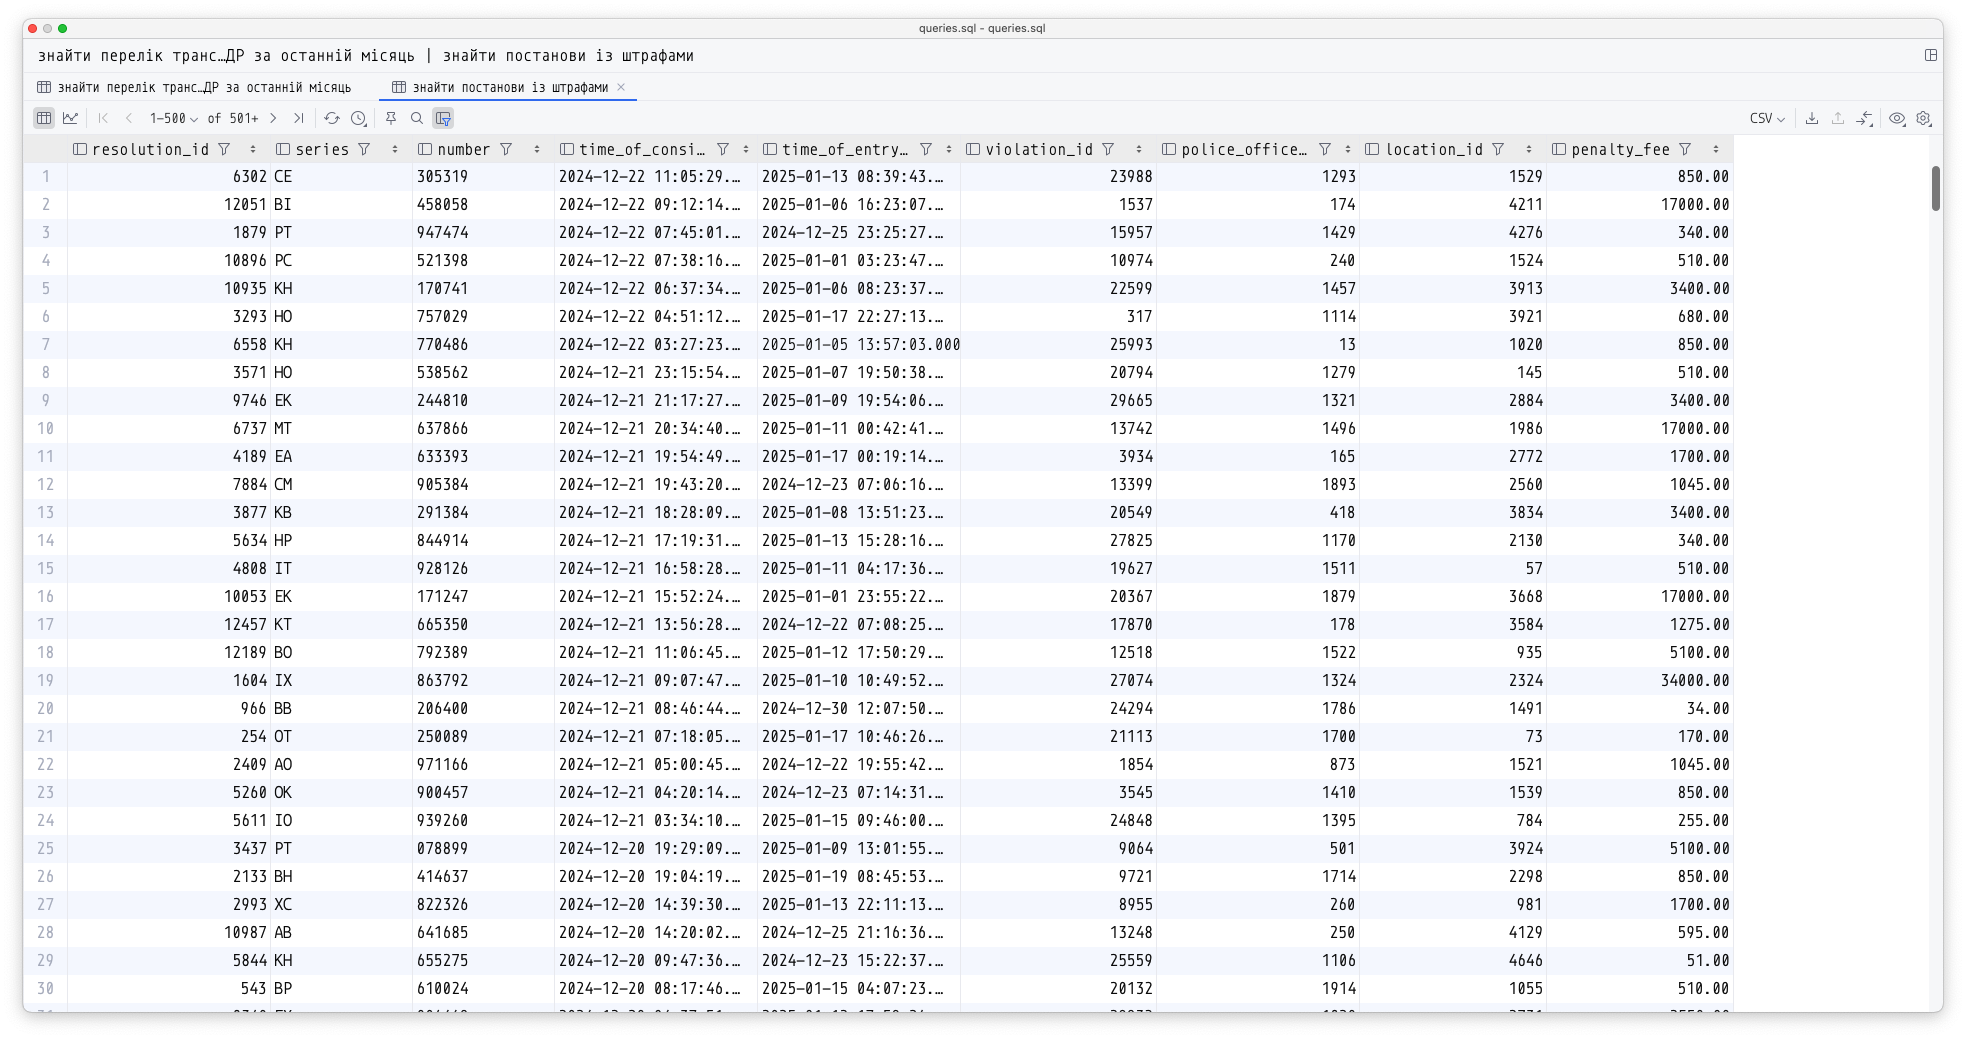 queries.sql – queries.sql
знайти перелік транс…ДР за останній місяць | знайти постанови із штрафами
знайти перелік транс…ДР за останній місяць знайти постанови із штрафами
1–500 of 501+ CSV
resolution_id series number time_of_consi… time_of_entry… violation_id police_office… location_id penalty_fee
1 6302 СЕ 305319 2024-12-22 11:05:29.… 2025-01-13 08:39:43.… 23988 1293 1529 850.00
2 12051 ВІ 458058 2024-12-22 09:12:14.… 2025-01-06 16:23:07.… 1537 174 4211 17000.00
3 1879 РТ 947474 2024-12-22 07:45:01.… 2024-12-25 23:25:27.… 15957 1429 4276 340.00
4 10896 РС 521398 2024-12-22 07:38:16.… 2025-01-01 03:23:47.… 10974 240 1524 510.00
5 10935 КН 170741 2024-12-22 06:37:34.… 2025-01-06 08:23:37.… 22599 1457 3913 3400.00
6 3293 НО 757029 2024-12-22 04:51:12.… 2025-01-17 22:27:13.… 317 1114 3921 680.00
7 6558 КН 770486 2024-12-22 03:27:23.… 2025-01-05 13:57:03.000 25993 13 1020 850.00
8 3571 НО 538562 2024-12-21 23:15:54.… 2025-01-07 19:50:38.… 20794 1279 145 510.00
9 9746 ЕК 244810 2024-12-21 21:17:27.… 2025-01-09 19:54:06.… 29665 1321 2884 3400.00
10 6737 МТ 637866 2024-12-21 20:34:40.… 2025-01-11 00:42:41.… 13742 1496 1986 17000.00
11 4189 ЕА 633393 2024-12-21 19:54:49.… 2025-01-17 00:19:14.… 3934 165 2772 1700.00
12 7884 СМ 905384 2024-12-21 19:43:20.… 2024-12-23 07:06:16.… 13399 1893 2560 1045.00
13 3877 КВ 291384 2024-12-21 18:28:09.… 2025-01-08 13:51:23.… 20549 418 3834 3400.00
14 5634 НР 844914 2024-12-21 17:19:31.… 2025-01-13 15:28:16.… 27825 1170 2130 340.00
15 4808 ІТ 928126 2024-12-21 16:58:28.… 2025-01-11 04:17:36.… 19627 1511 57 510.00
16 10053 ЕК 171247 2024-12-21 15:52:24.… 2025-01-01 23:55:22.… 20367 1879 3668 17000.00
17 12457 КТ 665350 2024-12-21 13:56:28.… 2024-12-22 07:08:25.… 17870 178 3584 1275.00
18 12189 ВО 792389 2024-12-21 11:06:45.… 2025-01-12 17:50:29.… 12518 1522 935 5100.00
19 1604 ІХ 863792 2024-12-21 09:07:47.… 2025-01-10 10:49:52.… 27074 1324 2324 34000.00
20 966 ВВ 206400 2024-12-21 08:46:44.… 2024-12-30 12:07:50.… 24294 1786 1491 34.00
21 254 ОТ 250089 2024-12-21 07:18:05.… 2025-01-17 10:46:26.… 21113 1700 73 170.00
22 2409 АО 971166 2024-12-21 05:00:45.… 2024-12-22 19:55:42.… 1854 873 1521 1045.00
23 5260 ОК 900457 2024-12-21 04:20:14.… 2024-12-23 07:14:31.… 3545 1410 1539 850.00
24 5611 ІО 939260 2024-12-21 03:34:10.… 2025-01-15 09:46:00.… 24848 1395 784 255.00
25 3437 РТ 078899 2024-12-20 19:29:09.… 2025-01-09 13:01:55.… 9064 501 3924 5100.00
26 2133 ВН 414637 2024-12-20 19:04:19.… 2025-01-19 08:45:53.… 9721 1714 2298 850.00
27 2993 ХС 822326 2024-12-20 14:39:30.… 2025-01-13 22:11:13.… 8955 260 981 1700.00
28 10987 АВ 641685 2024-12-20 14:20:02.… 2024-12-25 21:16:36.… 13248 250 4129 595.00
29 5844 КН 655275 2024-12-20 09:47:36.… 2024-12-23 15:22:37.… 25559 1106 4646 51.00
30 543 ВР 610024 2024-12-20 08:17:46.… 2025-01-15 04:07:23.… 20132 1914 1055 510.00